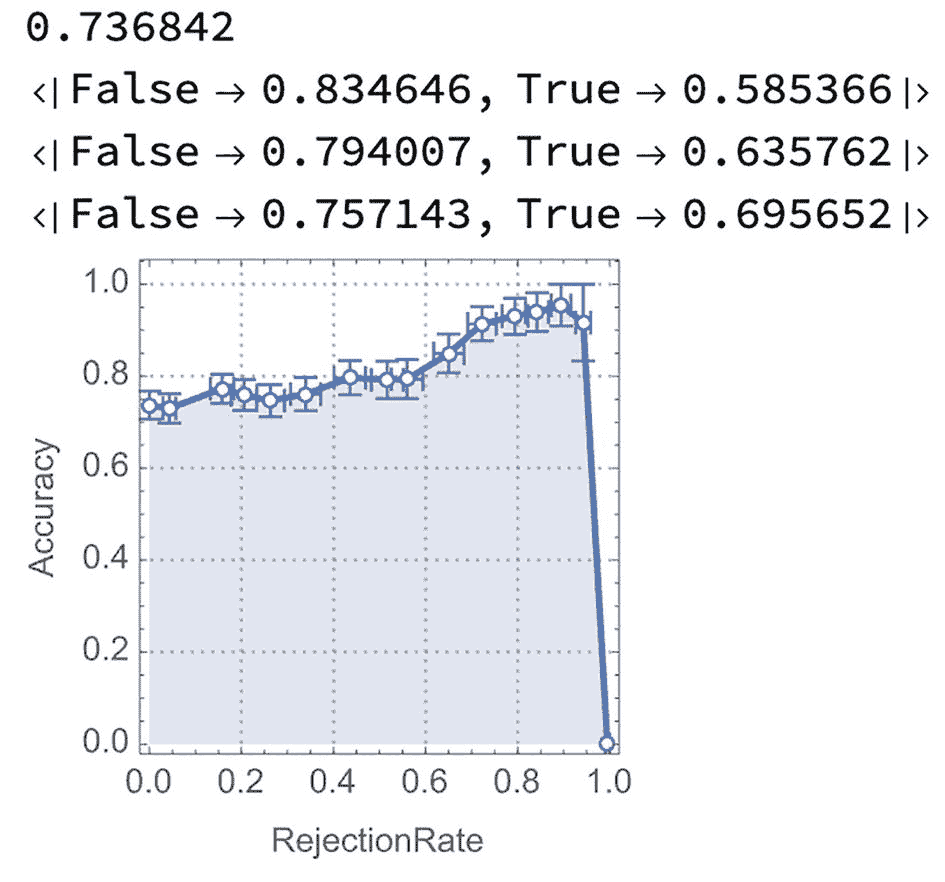 0.736842
<|False → 0.834646, True → 0.585366|>
<|False → 0.794007, True → 0.635762|>
<|False → 0.757143, True → 0.695652|>
1.0
0.8
0.6
0.4
0.2
0.0
Accuracy
0.0 0.2 0.4 0.6 0.8 1.0
RejectionRate